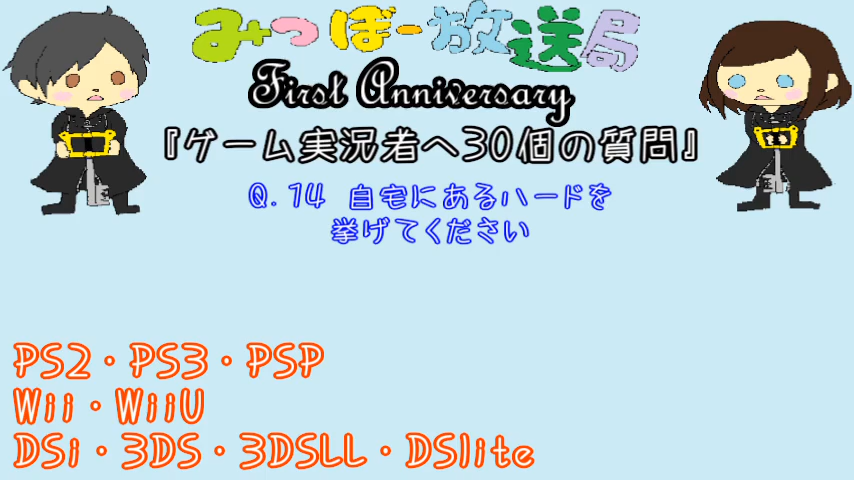 みつぼー放送局
First Anniversary
『ゲーム実況者へ30個の質問』
Q.14 自宅にあるハードを
挙げてください
PS2・PS3・PSP
Wii・WiiU
DSi・3DS・3DSLL・DSlite